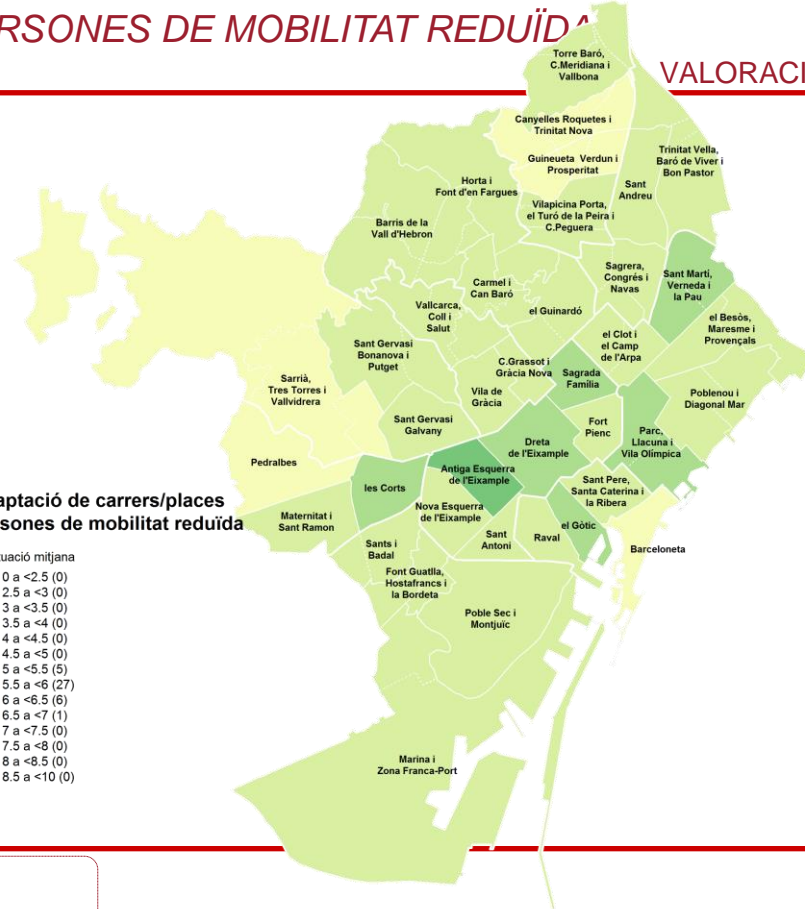 RSONES DE MOBILITAT REDUÏDA
VALORACI
Torre Baró,
C.Meridiana i
Vallbona
Canyelles Roquetes i
Trinitat Nova
Guineueta Verdun i
Prosperitat
Trinitat Vella,
Baró de Viver i
Bon Pastor
Sant
Andreu
Horta i
Font d'en Fargues
Vilapicina Porta,
el Turó de la Peira i
C.Peguera
Barris de la
Vall d'Hebron
Sagrera,
Congrés i
Navas
Sant Martí,
Verneda i
la Pau
Carmel i
Can Baró
Vallcarca,
Coll i
Salut
el Guinardó
el Besòs,
Maresme i
Provençals
el Clot i
el Camp
de l'Arpa
Sant Gervasi
Bonanova i
Putget
C.Grassot i
Gràcia Nova
Sagrada
Família
Sarrià,
Tres Torres i
Vallvidrera
Vila de
Gràcia
Poblenou i
Diagonal Mar
Sant Gervasi
Galvany
Fort
Pienc
Parc,
Llacuna i
Vila Olímpica
Dreta
de l'Eixample
Pedralbes
Antiga Esquerra
de l'Eixample
les Corts
Sant Pere,
Santa Caterina i
la Ribera
Maternitat i
Sant Ramon
Nova Esquerra
de l'Eixample
el Gòtic
Sant
Antoni
Raval
Sants i
Badal
Barceloneta
Font Guatlla,
Hostafrancs i
la Bordeta
Poble Sec i
Montjuïc
Marina i
Zona Franca-Port
aptació de carrers/places
rsones de mobilitat reduïda
tuació mitjana
0 a <2.5 (0)
2.5 a <3 (0)
3 a <3.5 (0)
3.5 a <4 (0)
4 a <4.5 (0)
4.5 a <5 (0)
5 a <5.5 (5)
5.5 a <6 (27)
6 a <6.5 (6)
6.5 a <7 (1)
7 a <7.5 (0)
7.5 a <8 (0)
8 a <8.5 (0)
8.5 a <10 (0)